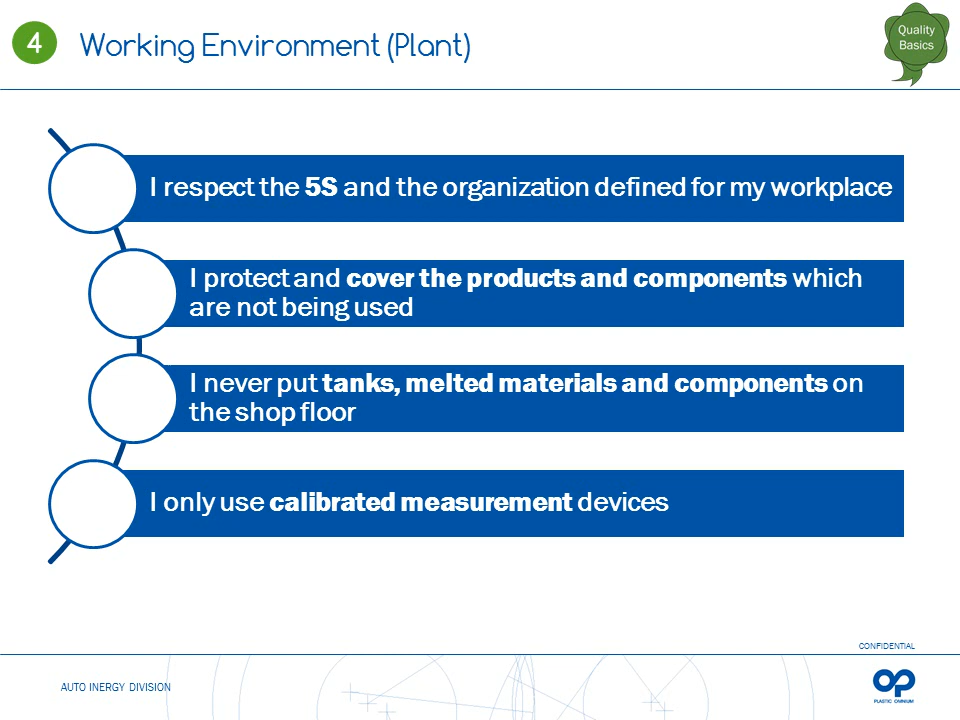 4
Working Environment (Plant)
Quality
Basics
I respect the 5S and the organization defined for my workplace
I protect and cover the products and components which
are not being used
I never put tanks, melted materials and components on
the shop floor
I only use calibrated measurement devices
CONFIDENTIAL
AUTO INERGY DIVISION
PLASTIC OMNIUM